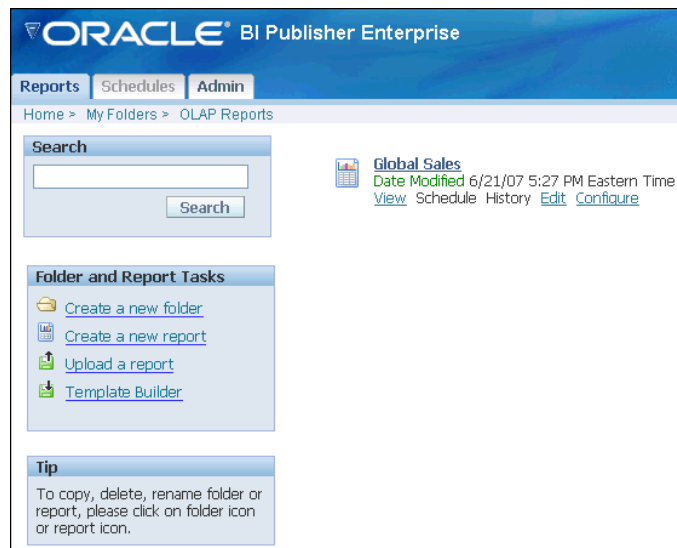 ORACLE® BI Publisher Enterprise
Reports Schedules Admin
Home > My Folders > OLAP Reports
Search
Search
Global Sales
Date Modified 6/21/07 5:27 PM Eastern Time
View Schedule History Edit Configure
Folder and Report Tasks
Create a new folder
Create a new report
Upload a report
Template Builder
Tip
To copy, delete, rename folder or
report, please click on folder icon
or report icon.